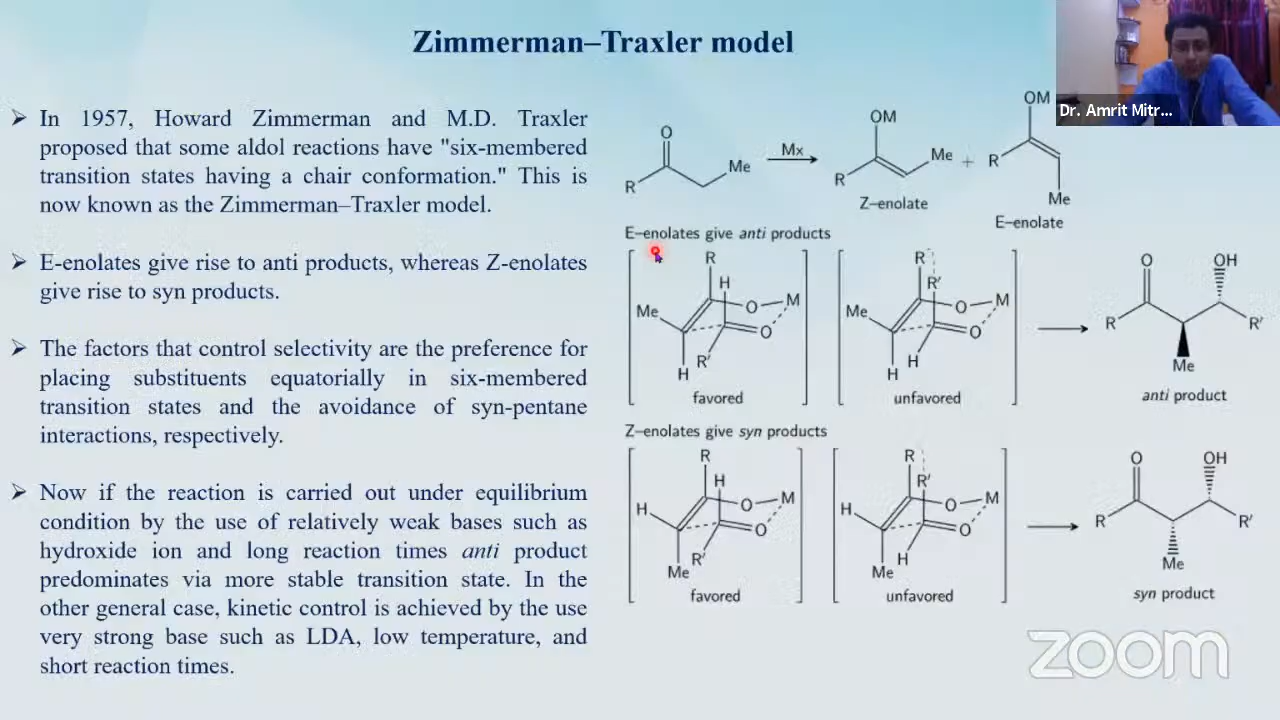 Zimmerman–Traxler model
➤ In 1957, Howard Zimmerman and M.D. Traxler
proposed that some aldol reactions have "six-membered
transition states having a chair conformation." This is
now known as the Zimmerman–Traxler model.
➤ E-enolates give rise to anti products, whereas Z-enolates
give rise to syn products.
➤ The factors that control selectivity are the preference for
placing substituents equatorially in six-membered
transition states and the avoidance of syn-pentane
interactions, respectively.
➤ Now if the reaction is carried out under equilibrium
condition by the use of relatively weak bases such as
hydroxide ion and long reaction times anti product
predominates via more stable transition state. In the
other general case, kinetic control is achieved by the use
very strong base such as LDA, low temperature, and
short reaction times.
Dr. Amrit Mitr...
O
R
Me
Mx
OM
R
Me
Z–enolate
+
OM
R
Me
E–enolate
E–enolates give anti products
R
H
Me
O
M
O
R'
H
favored
R
R'
Me
O
M
O
H
H
unfavored
O
OH
R
R'
Me
anti product
Z–enolates give syn products
R
H
H
O
M
O
R'
Me
favored
R
R'
H
O
M
O
H
Me
unfavored
O
OH
R
R'
Me
syn product
zoom